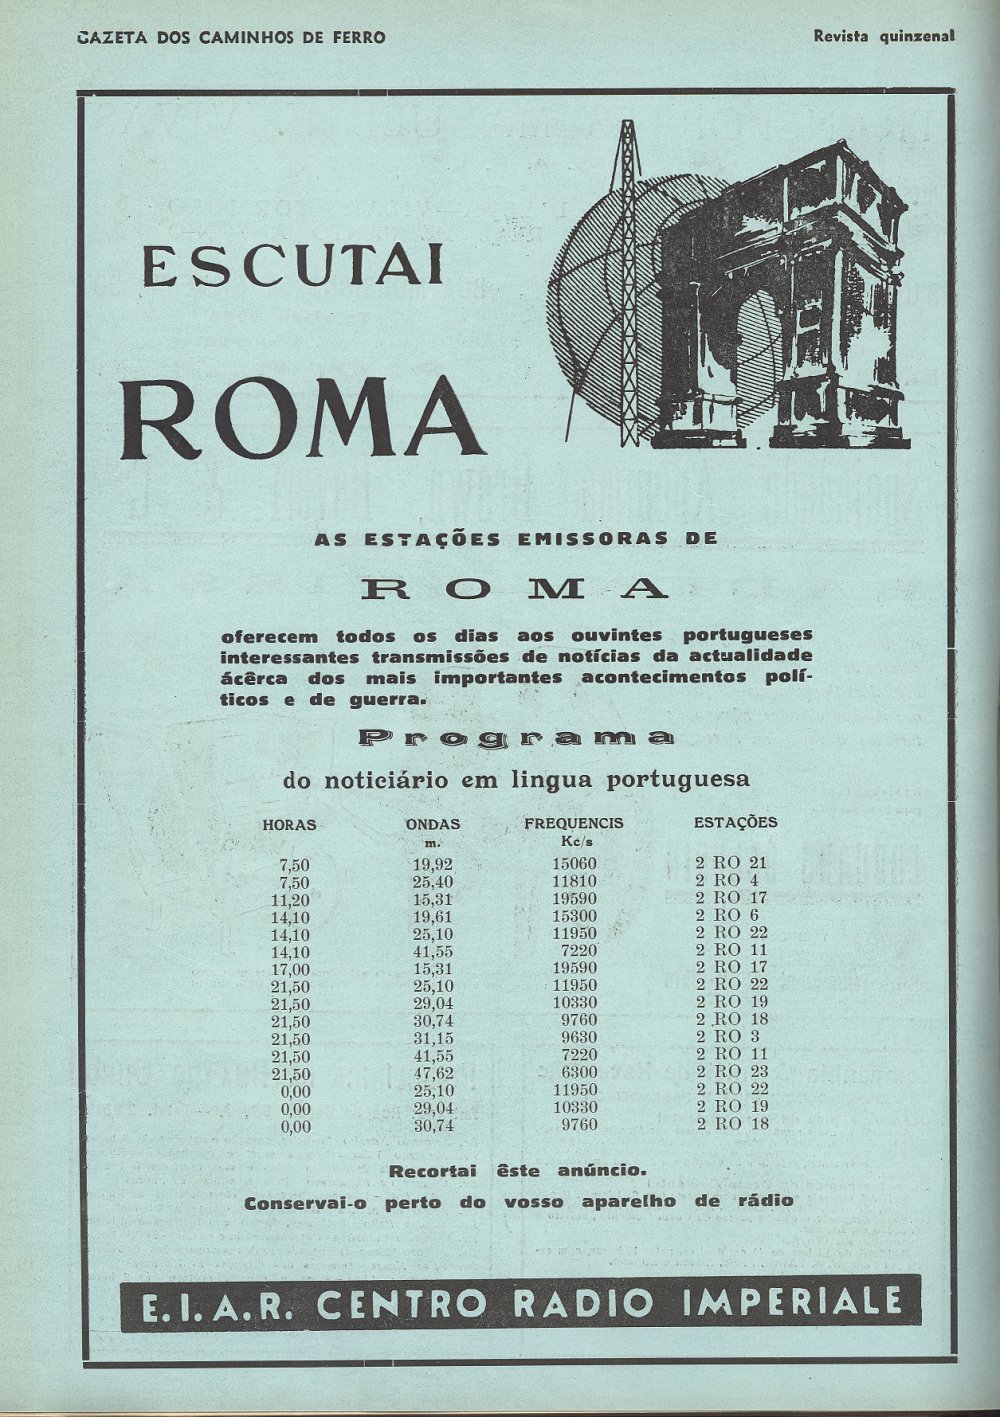 GAZETA DOS CAMINHOS DE FERRO Revista quinzenal
ESCUTAI
ROMA
AS ESTAÇÕES EMISSORAS DE
ROMA
oferecem todos os dias aos ouvintes portugueses
interessantes transmissões de notícias da actualidade
ácêrca dos mais importantes acontecimentos polí-
ticos e de guerra.
Programa
do noticiário em lingua portuguesa
HORAS ONDAS FREQUENCIS ESTAÇÕES
m. Kc/s
7,50 19,92 15060 2 RO 21
7,50 25,40 11810 2 RO 4
11,20 15,31 19590 2 RO 17
14,10 19,61 15300 2 RO 6
14,10 25,10 11950 2 RO 22
14,10 41,55 7220 2 RO 11
17,00 15,31 19590 2 RO 17
21,50 25,10 11950 2 RO 22
21,50 29,04 10330 2 RO 19
21,50 30,74 9760 2 RO 18
21,50 31,15 9630 2 RO 3
21,50 41,55 7220 2 RO 11
21,50 47,62 6300 2 RO 23
0,00 25,10 11950 2 RO 22
0,00 29,04 10330 2 RO 19
0,00 30,74 9760 2 RO 18
Recortai êste anúncio.
Conservai-o perto do vosso aparelho de rádio
E.I.A.R. CENTRO RADIO IMPERIALE